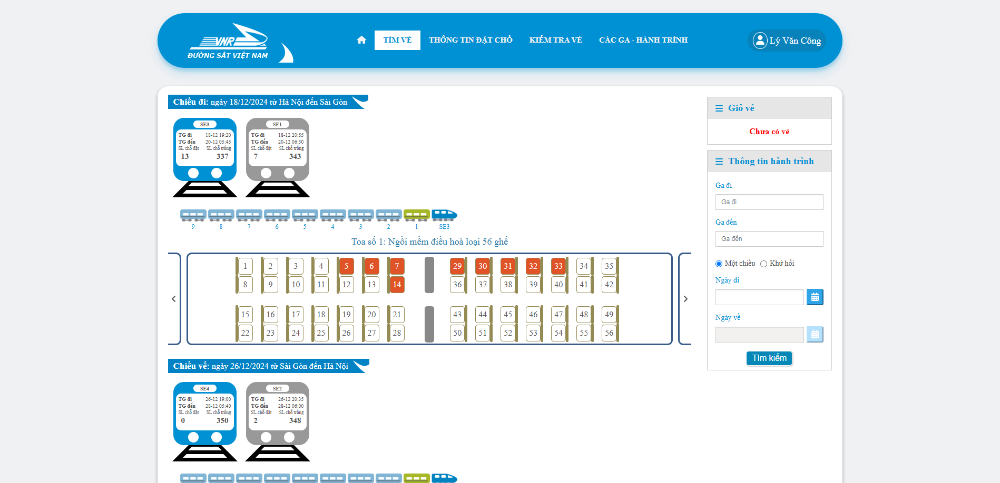 VNR
ĐƯỜNG SẮT VIỆT NAM
TÌM VÉ THÔNG TIN ĐẶT CHỖ KIỂM TRA VÉ CÁC GA - HÀNH TRÌNH
Lý Văn Công
Chiều đi: ngày 18/12/2024 từ Hà Nội đến Sài Gòn
SE3
TG đi 18-12 19:20
TG đến 20-12 05:45
SL chỗ đặt SL chỗ trống
13 337
SE1
TG đi 18-12 20:55
TG đến 20-12 06:50
SL chỗ đặt SL chỗ trống
7 343
9 8 7 6 5 4 3 2 1 SE3
Toa số 1: Ngồi mềm điều hoà loại 56 ghế
1 2 3 4 5 6 7 29 30 31 32 33 34 35
8 9 10 11 12 13 14 36 37 38 39 40 41 42
15 16 17 18 19 20 21 43 44 45 46 47 48 49
22 23 24 25 26 27 28 50 51 52 53 54 55 56
Chiều về: ngày 26/12/2024 từ Sài Gòn đến Hà Nội
SE4
TG đi 26-12 19:00
TG đến 28-12 05:40
SL chỗ đặt SL chỗ trống
0 350
SE2
TG đi 26-12 20:35
TG đến 28-12 06:00
SL chỗ đặt SL chỗ trống
2 348
Giỏ vé
Chưa có vé
Thông tin hành trình
Ga đi
Ga đi
Ga đến
Ga đến
Một chiều Khứ hồi
Ngày đi
Ngày về
Tìm kiếm